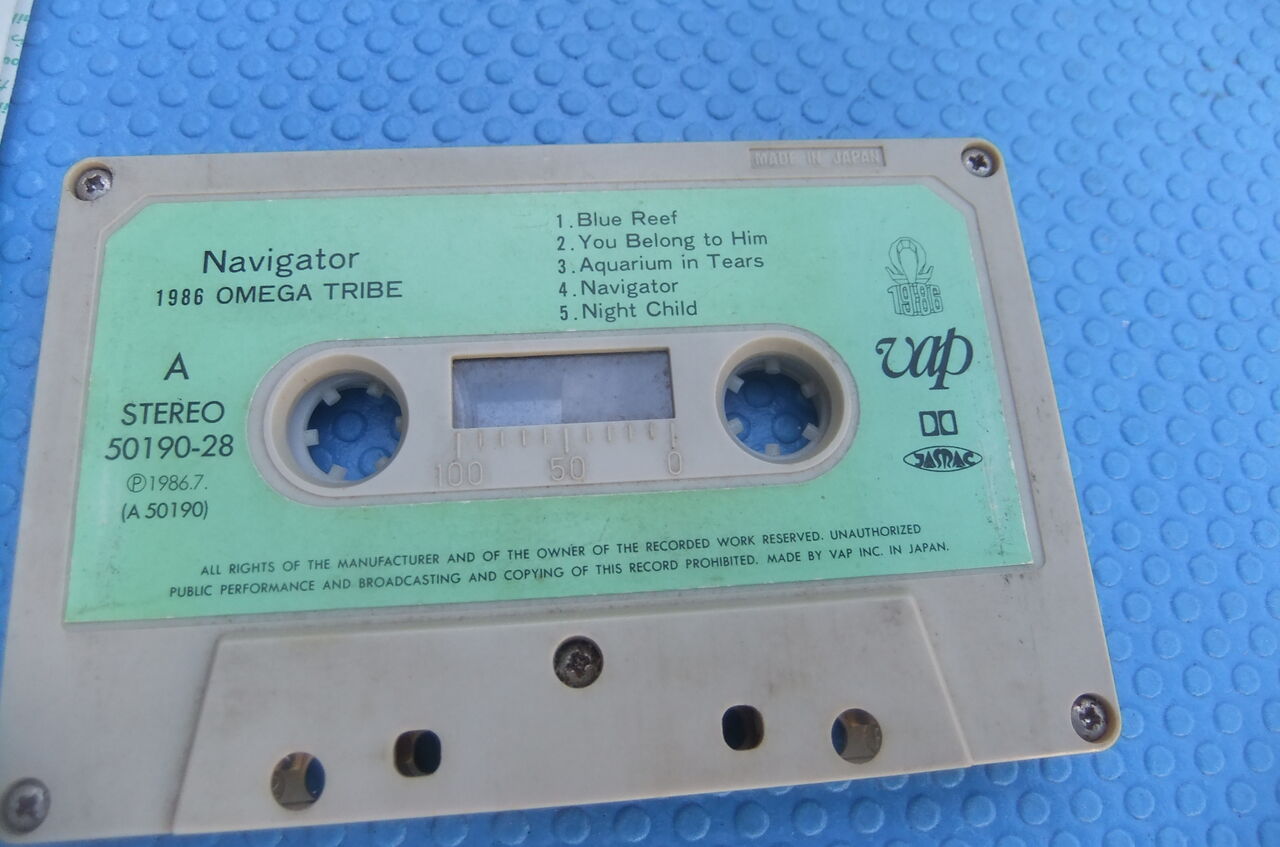 MADE IN JAPAN
Navigator
1986 OMEGA TRIBE
1. Blue Reef
2. You Belong to Him
3. Aquarium in Tears
4. Navigator
5. Night Child
1986
vap
A
STEREO
50190-28
Ⓟ1986.7.
(A 50190)
JASRAC
100 50 0
ALL RIGHTS OF THE MANUFACTURER AND OF THE OWNER OF THE RECORDED WORK RESERVED. UNAUTHORIZED
PUBLIC PERFORMANCE AND BROADCASTING AND COPYING OF THIS RECORD PROHIBITED. MADE BY VAP INC. IN JAPAN.